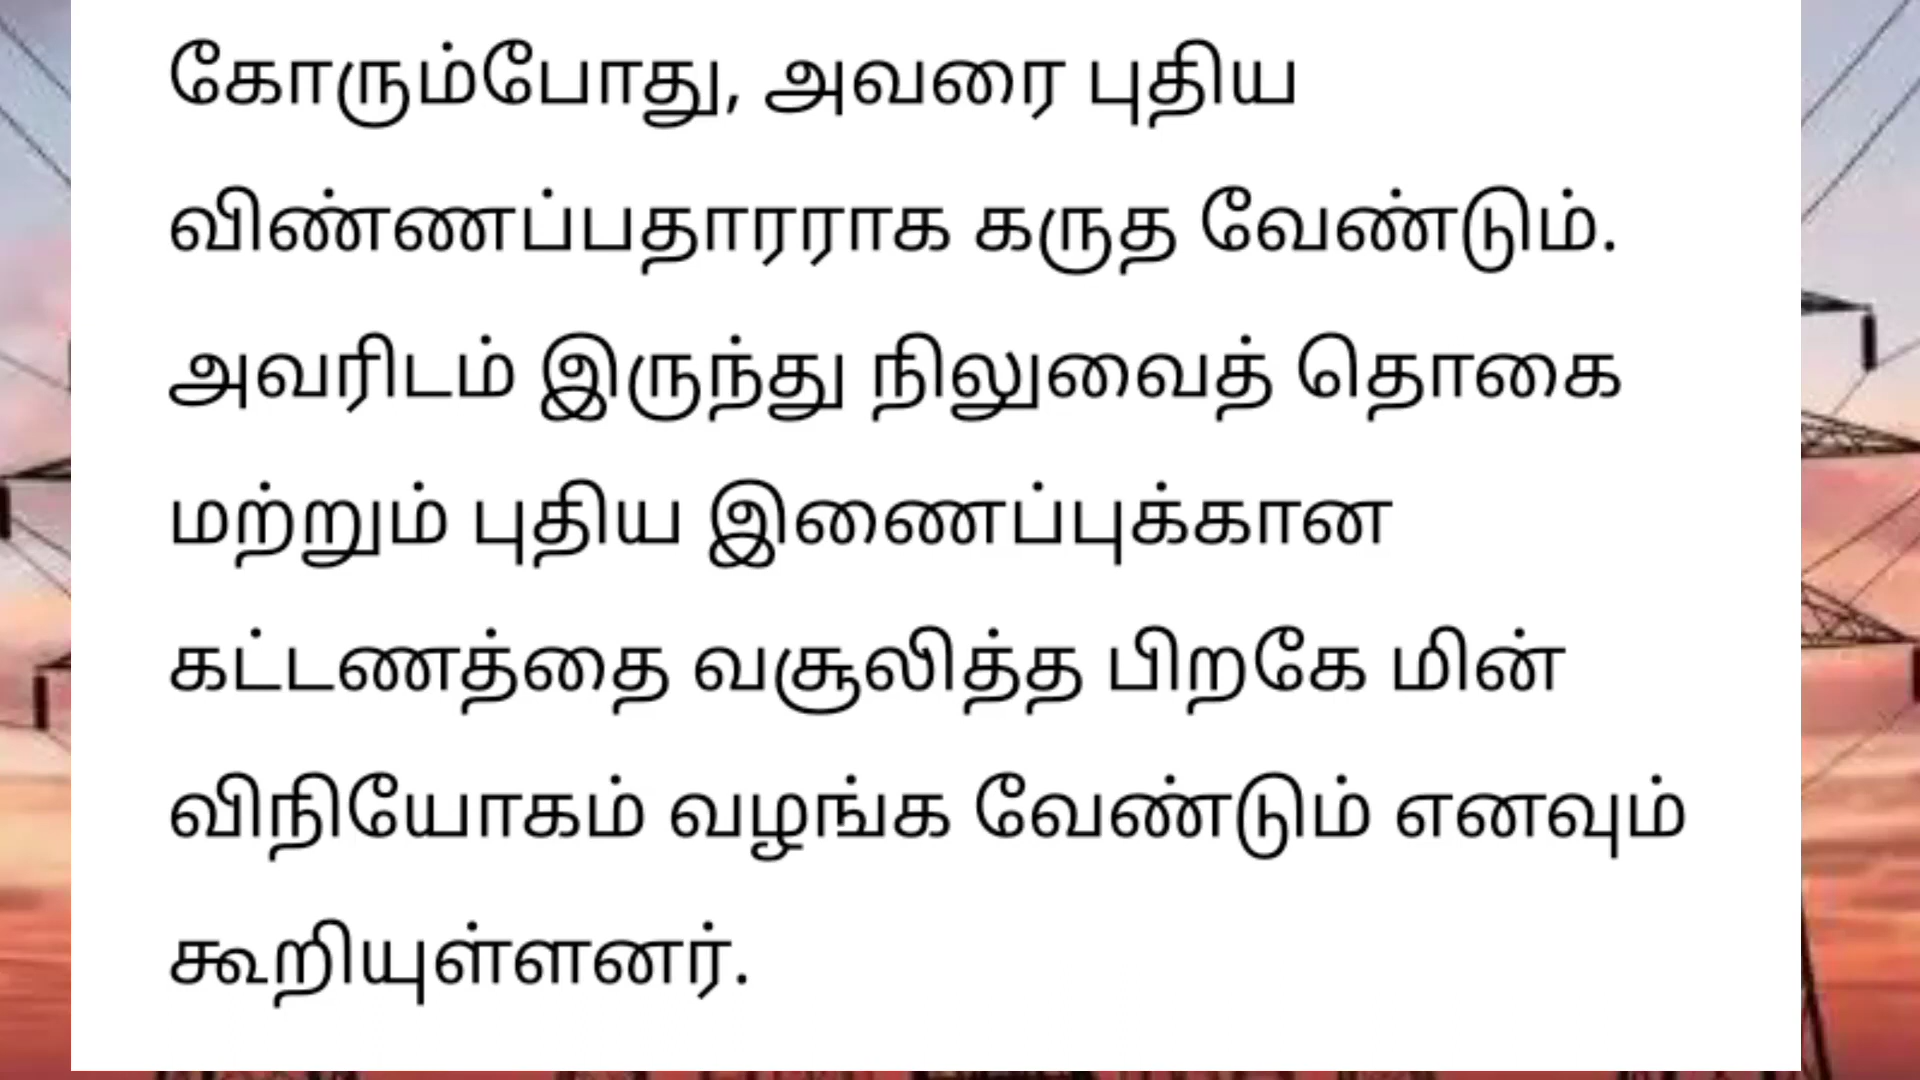 கோரும்போது, அவரை புதிய
விண்ணப்பதாரராக கருத வேண்டும்.
அவரிடம் இருந்து நிலுவைத் தொகை
மற்றும் புதிய இணைப்புக்கான
கட்டணத்தை வசூலித்த பிறகே மின்
விநியோகம் வழங்க வேண்டும் எனவும்
கூறியுள்ளனர்.